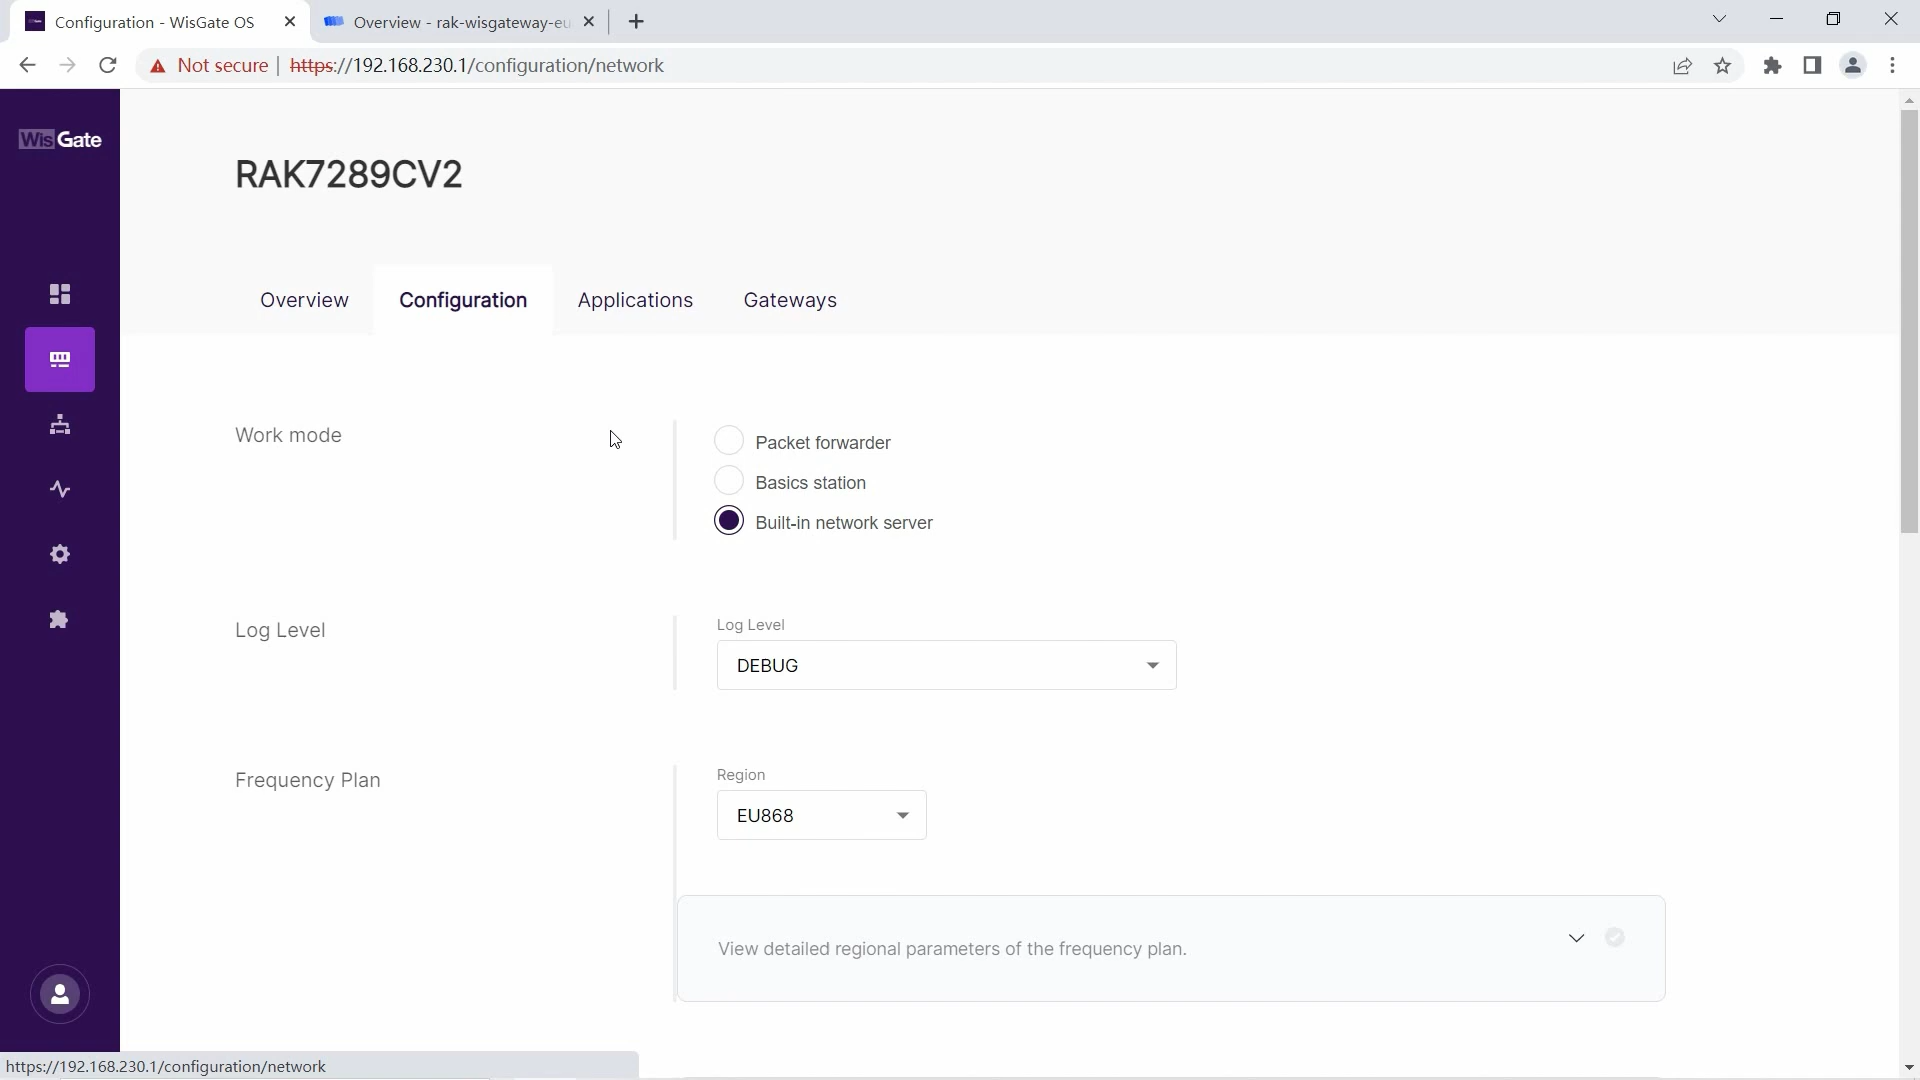 Configuration - WisGate OS
Overview - rak-wisgateway-eu
Not secure
https://192.168.230.1/configuration/network
WisGate
RAK7289CV2
Overview
Configuration
Applications
Gateways
Work mode
Packet forwarder
Basics station
Built-in network server
Log Level
Log Level
DEBUG
Frequency Plan
Region
EU868
View detailed regional parameters of the frequency plan.
https://192.168.230.1/configuration/network